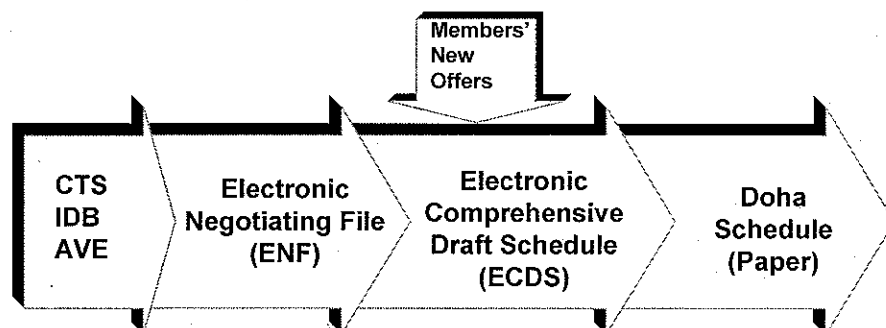 Members'
New
Offers
CTS
IDB
AVE
Electronic
Negotiating File
(ENF)
Electronic
Comprehensive
Draft Schedule
(ECDS)
Doha
Schedule
(Paper)